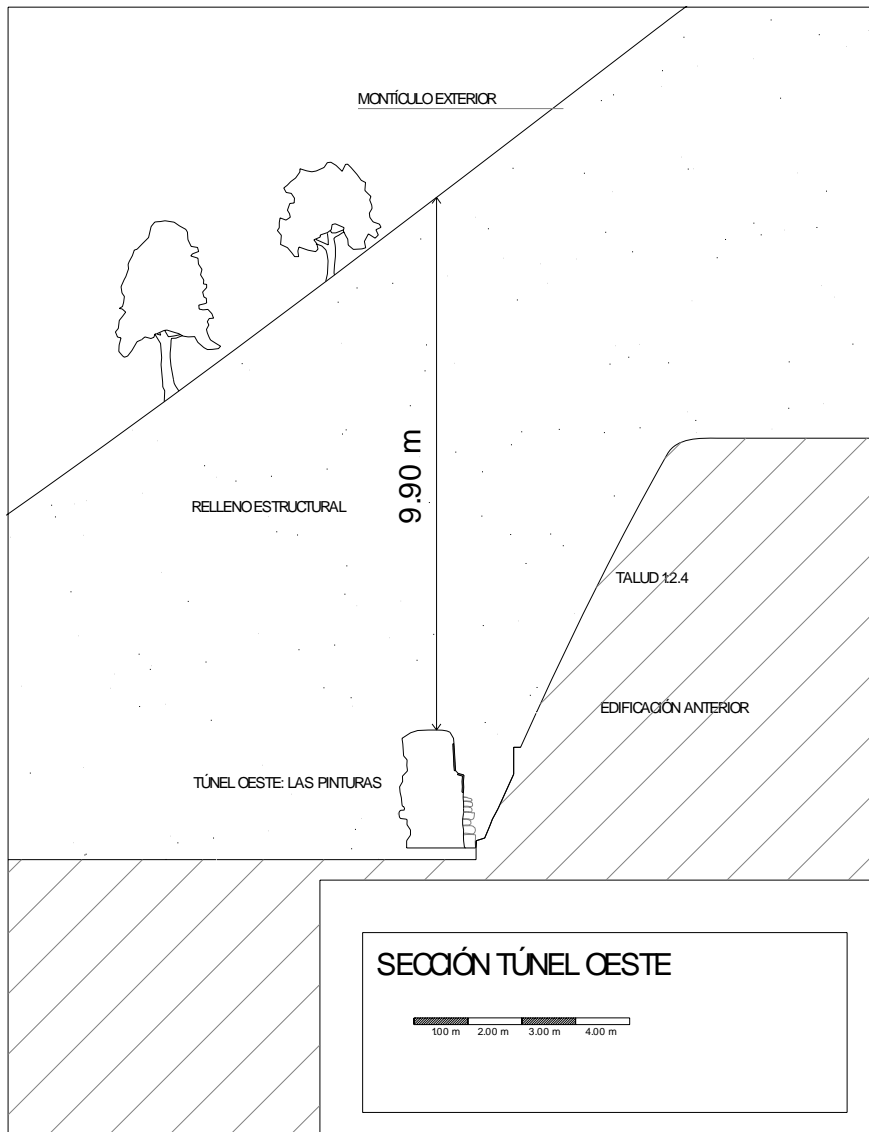 MONTÍCULO EXTERIOR
9.90 m
RELLENO ESTRUCTURAL
TALUD 1:2.4
EDIFICACIÓN ANTERIOR
TÚNEL OESTE: LAS PINTURAS
SECCIÓN TÚNEL OESTE
1.00 m 2.00 m 3.00 m 4.00 m